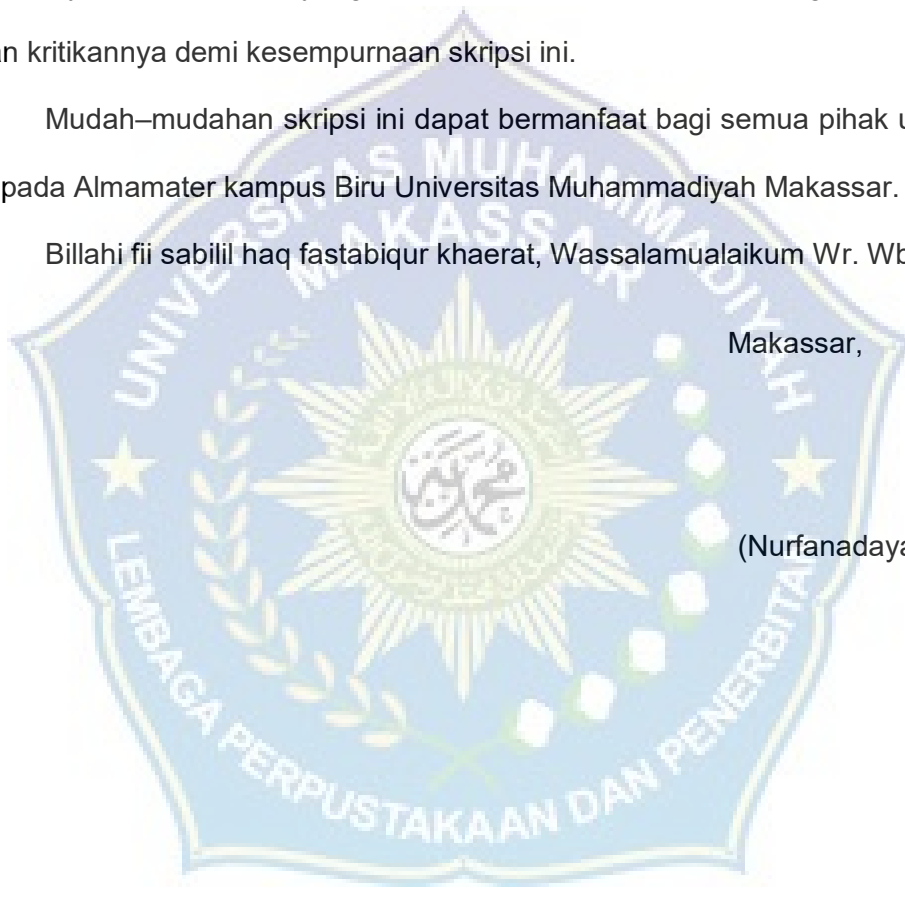 n kritikannya demi kesempurnaan skripsi ini.
Mudah–mudahan skripsi ini dapat bermanfaat bagi semua pihak
pada Almamater kampus Biru Universitas Muhammadiyah Makassar.
Billahi fii sabilil haq fastabiqur khaerat, Wassalamualaikum Wr. Wb
Makassar,
(Nurfanadaya
UNIVERSITAS MUHAMMADIYAH
MAKASSAR
محمد
LEMBAGA PERPUSTAKAAN DAN PENERBITAN